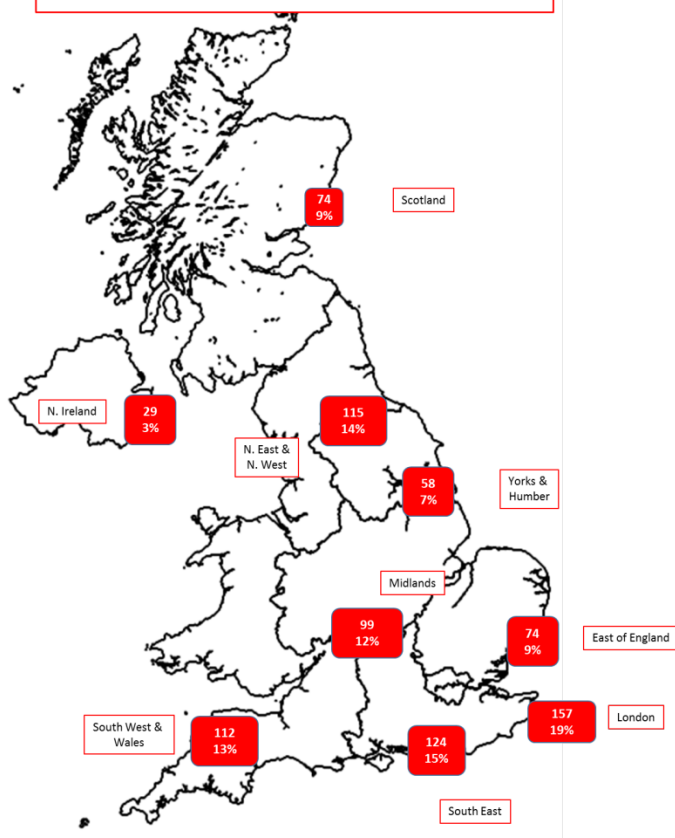 74
9%
Scotland
N. Ireland
29
3%
115
14%
N. East &
N. West
58
7%
Yorks &
Humber
Midlands
99
12%
74
9%
East of England
South West &
Wales
112
13%
124
15%
157
19%
London
South East